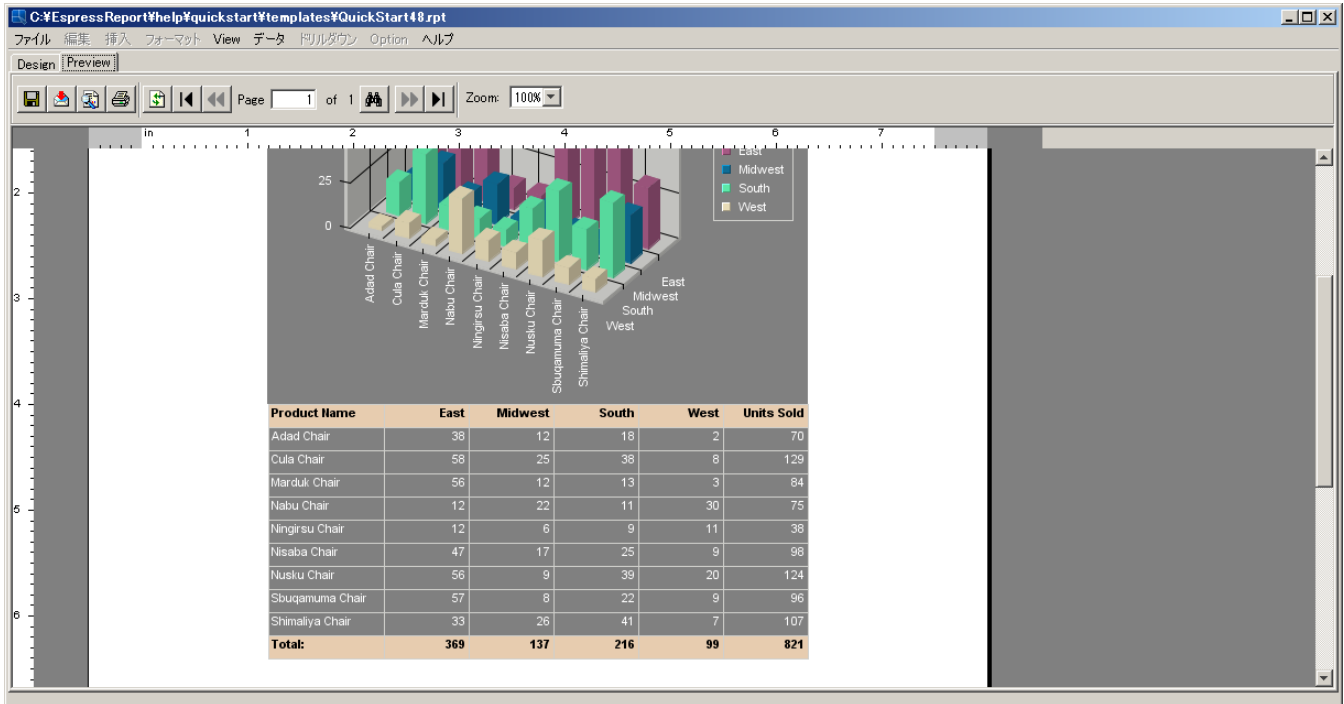 C:¥EspressReport¥help¥quickstart¥templates¥QuickStart48.rpt
ファイル 編集 挿入 フォーマット View データ ドリルダウン Option ヘルプ
Design Preview
Page 1 of 1 Zoom: 100%
in 1 2 3 4 5 6 7
2
3
4
5
6
25
0
East
Midwest
South
West
Adad Chair
Cula Chair
Marduk Chair
Nabu Chair
Ningirsu Chair
Nisaba Chair
Nusku Chair
Sbuqamuma Chair
Shimaliya Chair
East
Midwest
South
West
Product Name East Midwest South West Units Sold
Adad Chair 38 12 18 2 70
Cula Chair 58 25 38 8 129
Marduk Chair 56 12 13 3 84
Nabu Chair 12 22 11 30 75
Ningirsu Chair 12 6 9 11 38
Nisaba Chair 47 17 25 9 98
Nusku Chair 56 9 39 20 124
Sbuqamuma Chair 57 8 22 9 96
Shimaliya Chair 33 26 41 7 107
Total: 369 137 216 99 821